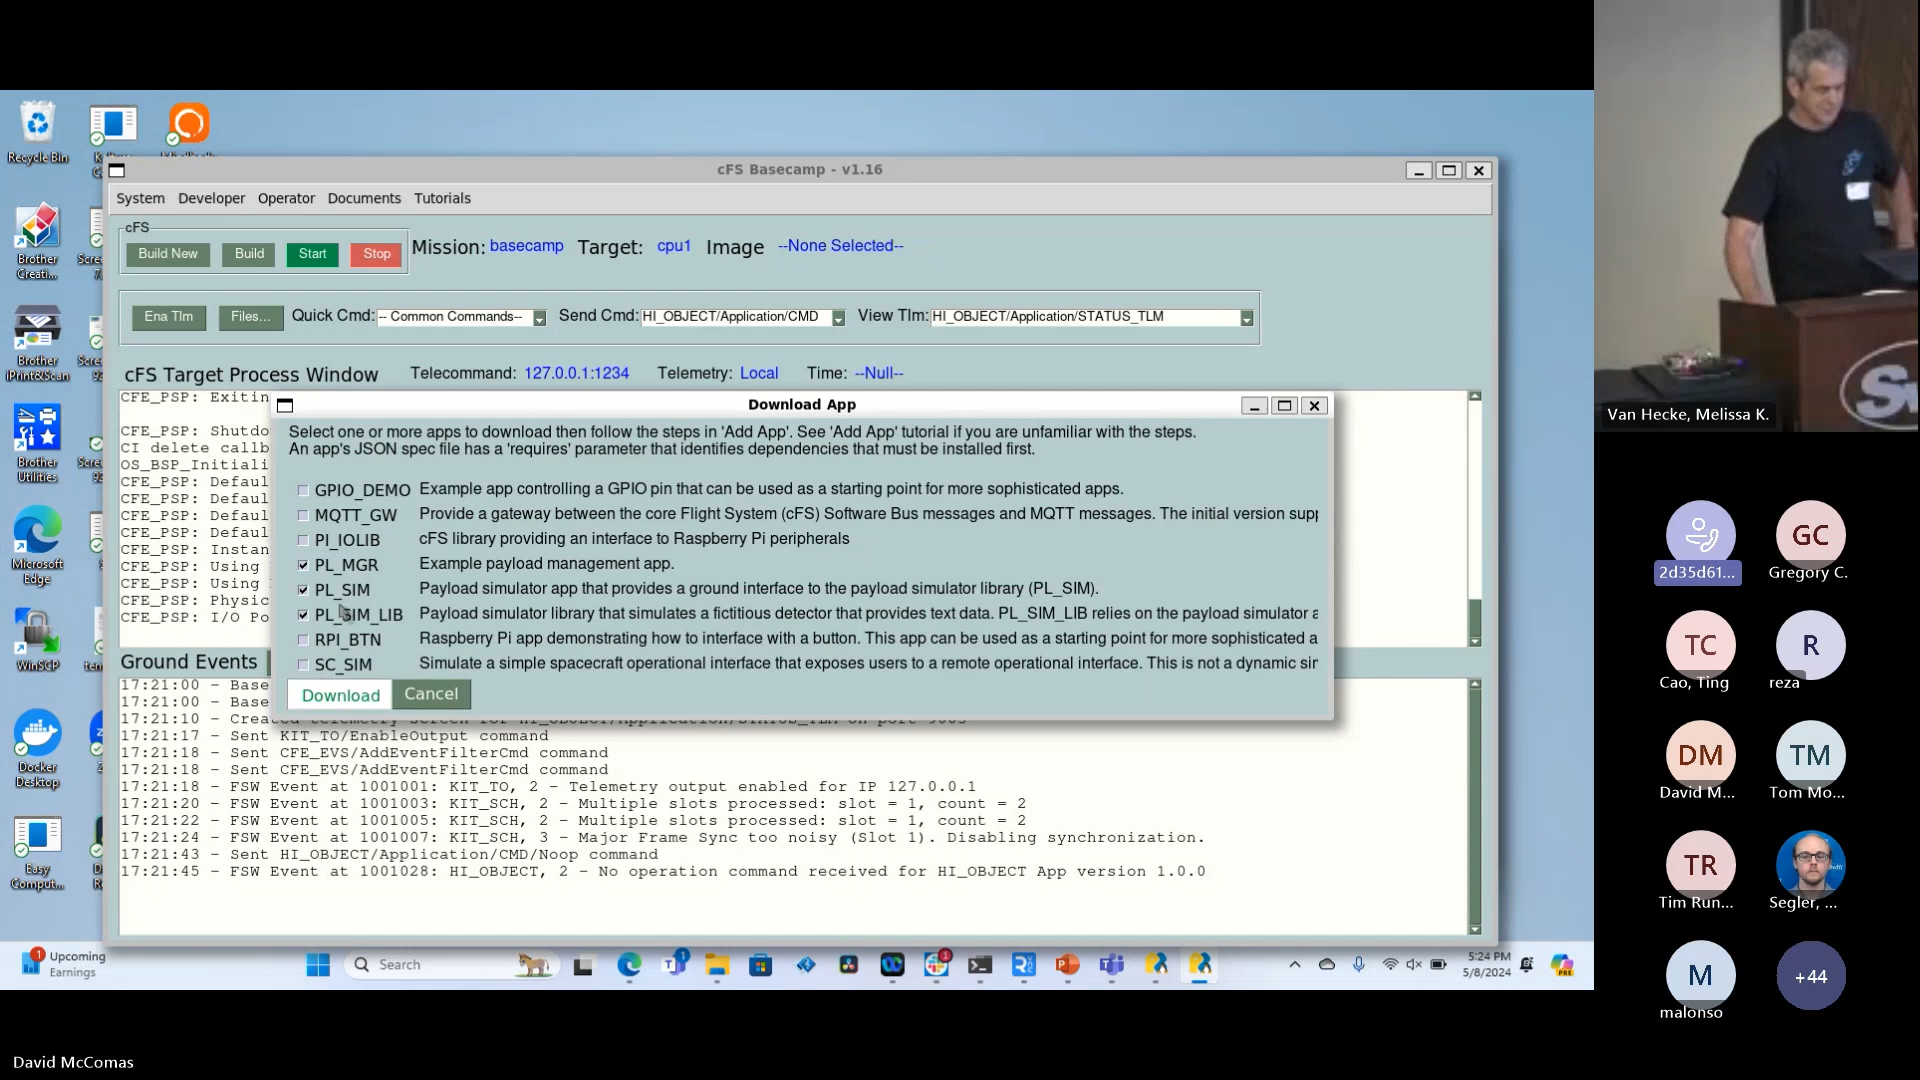 Recycle Bin
cFS Basecamp - v1.16
System Developer Operator Documents Tutorials
cFS
Build New Build Start Stop Mission: basecamp Target: cpu1 Image --None Selected--
Ena Tlm Files... Quick Cmd: -- Common Commands-- Send Cmd: HI_OBJECT/Application/CMD View Tlm: HI_OBJECT/Application/STATUS_TLM
cFS Target Process Window Telecommand: 127.0.0.1:1234 Telemetry: Local Time: --Null--
CFE_PSP: Exitin
CFE_PSP: Shutdo
CI delete callb
OS_BSP_Initiali
CFE_PSP: Defaul
CFE_PSP: Defaul
CFE_PSP: Defaul
CFE_PSP: Defaul
CFE_PSP: Instan
CFE_PSP: Using
CFE_PSP: Using
CFE_PSP: Physic
CFE_PSP: I/O Po
Download App
Select one or more apps to download then follow the steps in 'Add App'. See 'Add App' tutorial if you are unfamiliar with the steps.
An app's JSON spec file has a 'requires' parameter that identifies dependencies that must be installed first.
GPIO_DEMO Example app controlling a GPIO pin that can be used as a starting point for more sophisticated apps.
MQTT_GW Provide a gateway between the core Flight System (cFS) Software Bus messages and MQTT messages. The initial version supp
PI_IOLIB cFS library providing an interface to Raspberry Pi peripherals
PL_MGR Example payload management app.
PL_SIM Payload simulator app that provides a ground interface to the payload simulator library (PL_SIM).
PL_SIM_LIB Payload simulator library that simulates a fictitious detector that provides text data. PL_SIM_LIB relies on the payload simulator a
RPI_BTN Raspberry Pi app demonstrating how to interface with a button. This app can be used as a starting point for more sophisticated a
SC_SIM Simulate a simple spacecraft operational interface that exposes users to a remote operational interface. This is not a dynamic sir
Download Cancel
Ground Events
17:21:00 - Base
17:21:00 - Base
17:21:10 - Created telemetry screen for HI_OBJECT/Application/STATUS_TLM on port 9005
17:21:17 - Sent KIT_TO/EnableOutput command
17:21:18 - Sent CFE_EVS/AddEventFilterCmd command
17:21:18 - Sent CFE_EVS/AddEventFilterCmd command
17:21:18 - FSW Event at 1001001: KIT_TO, 2 - Telemetry output enabled for IP 127.0.0.1
17:21:20 - FSW Event at 1001003: KIT_SCH, 2 - Multiple slots processed: slot = 1, count = 2
17:21:22 - FSW Event at 1001005: KIT_SCH, 2 - Multiple slots processed: slot = 1, count = 2
17:21:24 - FSW Event at 1001007: KIT_SCH, 3 - Major Frame Sync too noisy (Slot 1). Disabling synchronization.
17:21:43 - Sent HI_OBJECT/Application/CMD/Noop command
17:21:45 - FSW Event at 1001028: HI_OBJECT, 2 - No operation command received for HI_OBJECT App version 1.0.0
Brother
Creati...
Brother
iPrint&Scan
Brother
Utilities
Microsoft
Edge
WinSCP
Docker
Desktop
Easy
Comput...
Upcoming
Earnings
Search
5:24 PM
5/8/2024
David McComas
Van Hecke, Melissa K.
2d35d61...
GC
Gregory C.
TC
Cao, Ting
R
reza
DM
David M...
TM
Tom Mo...
TR
Tim Run...
Segler, ...
M
malonso
+44